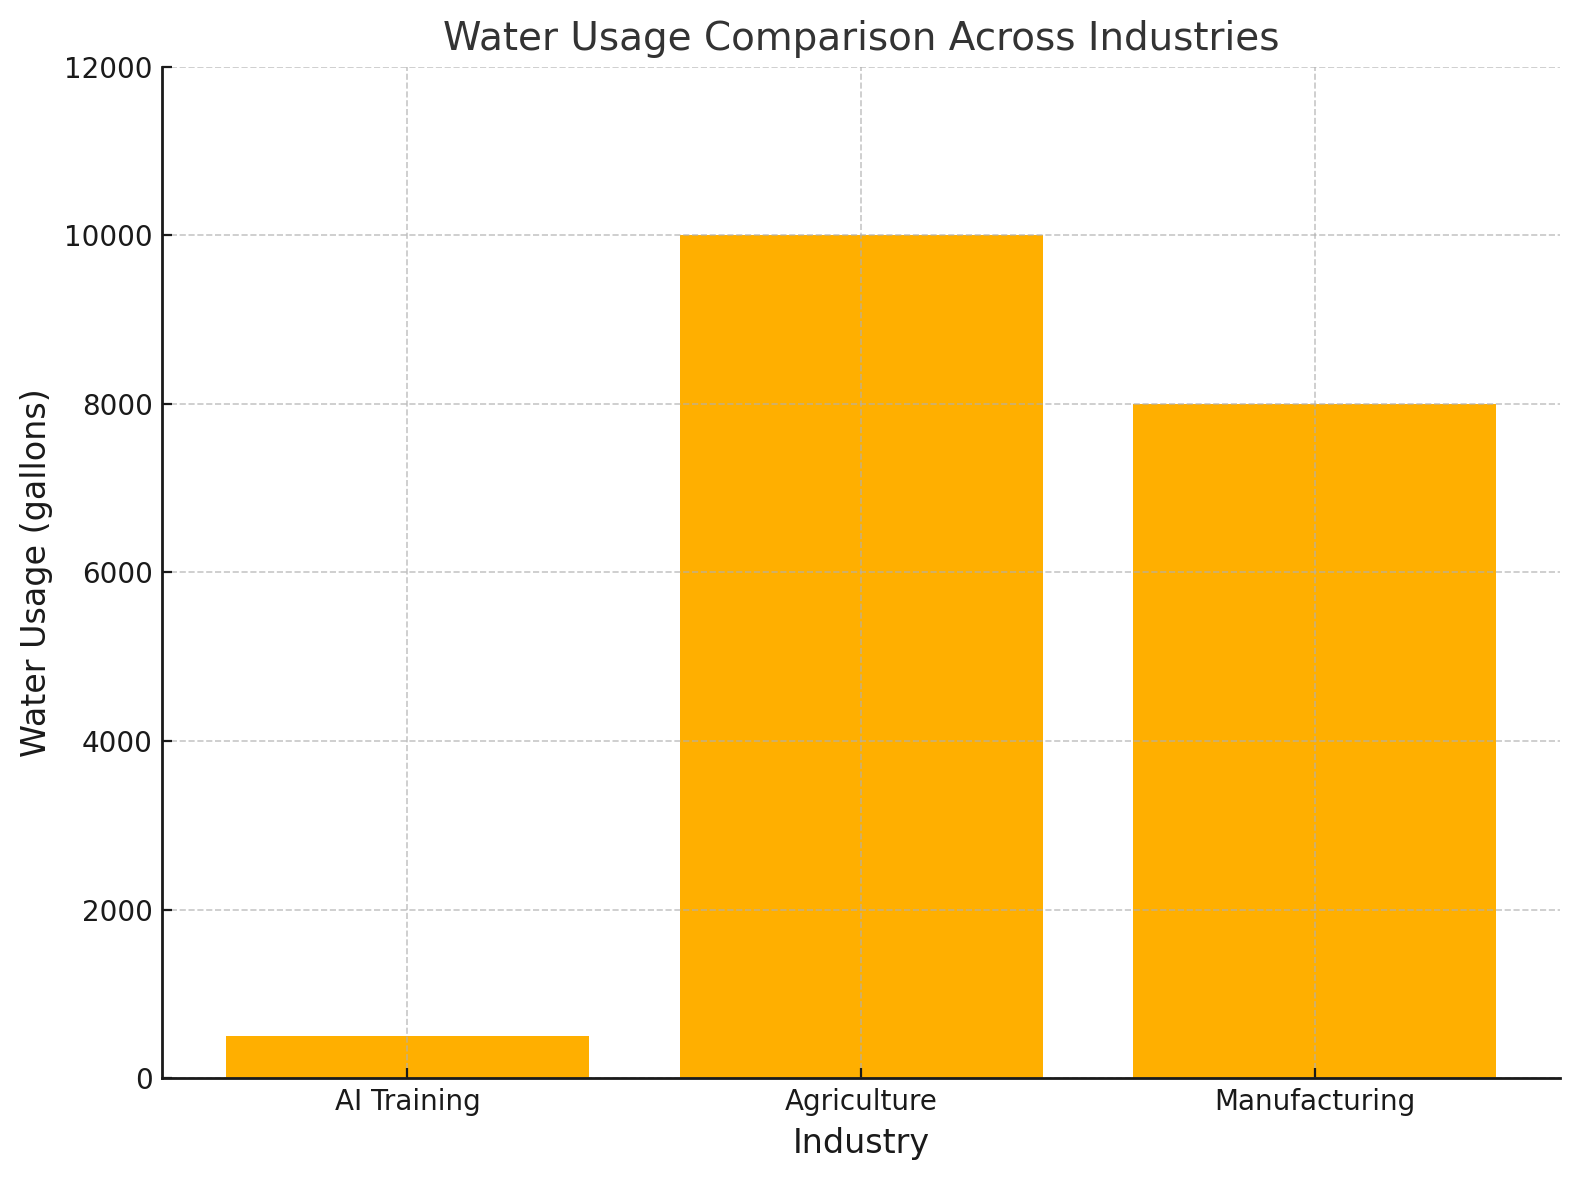 Water Usage Comparison Across Industries
12000
10000
8000
6000
4000
2000
0
Water Usage (gallons)
AI Training
Agriculture
Manufacturing
Industry